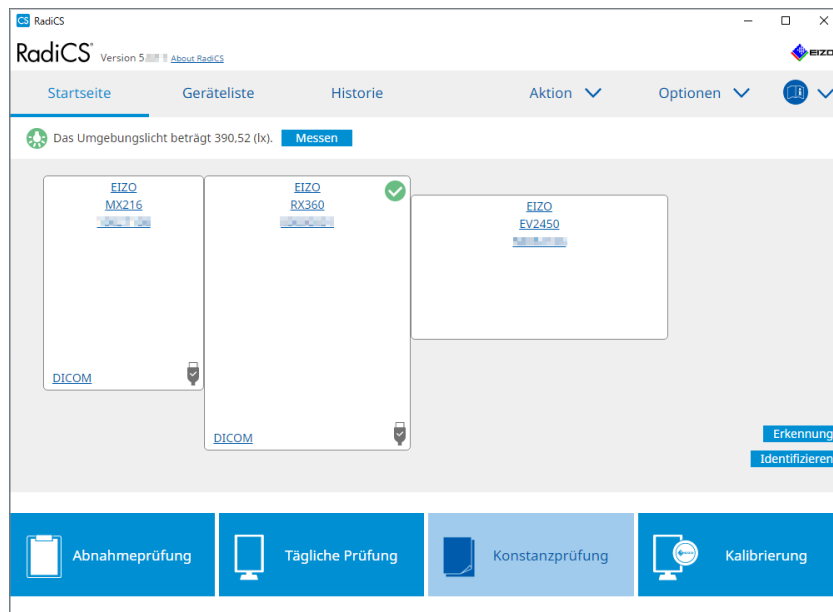 CS RadiCS
RadiCS Version 5 About RadiCS
EIZO
Startseite Geräteliste Historie Aktion Optionen
Das Umgebungslicht beträgt 390,52 (lx). Messen
EIZO
MX216
DICOM
EIZO
RX360
DICOM
EIZO
EV2450
Erkennung
Identifizieren
Abnahmeprüfung Tägliche Prüfung Konstanzprüfung Kalibrierung